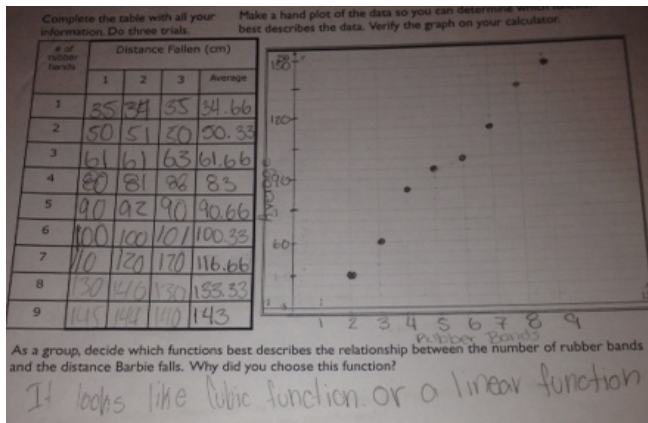 Complete the table with all your Make a hand plot of the data so you can determine which
information. Do three trials. best describes the data. Verify the graph on your calculator.
# of rubber bands Distance Fallen (cm)
1 2 3 Average
1 35 34 35 34.66
2 50 51 50 50.33
3 61 61 63 61.66
4 80 81 88 83
5 90 92 90 90.66
6 100 100 101 100.33
7 110 120 120 116.66
8 130 140 130 133.33
9 145 144 140 143
150
120
90
60
Average
1 2 3 4 5 6 7 8 9
Rubber Bands
As a group, decide which functions best describes the relationship between the number of rubber bands
and the distance Barbie falls. Why did you choose this function?
It looks like Cubic function. or a linear function